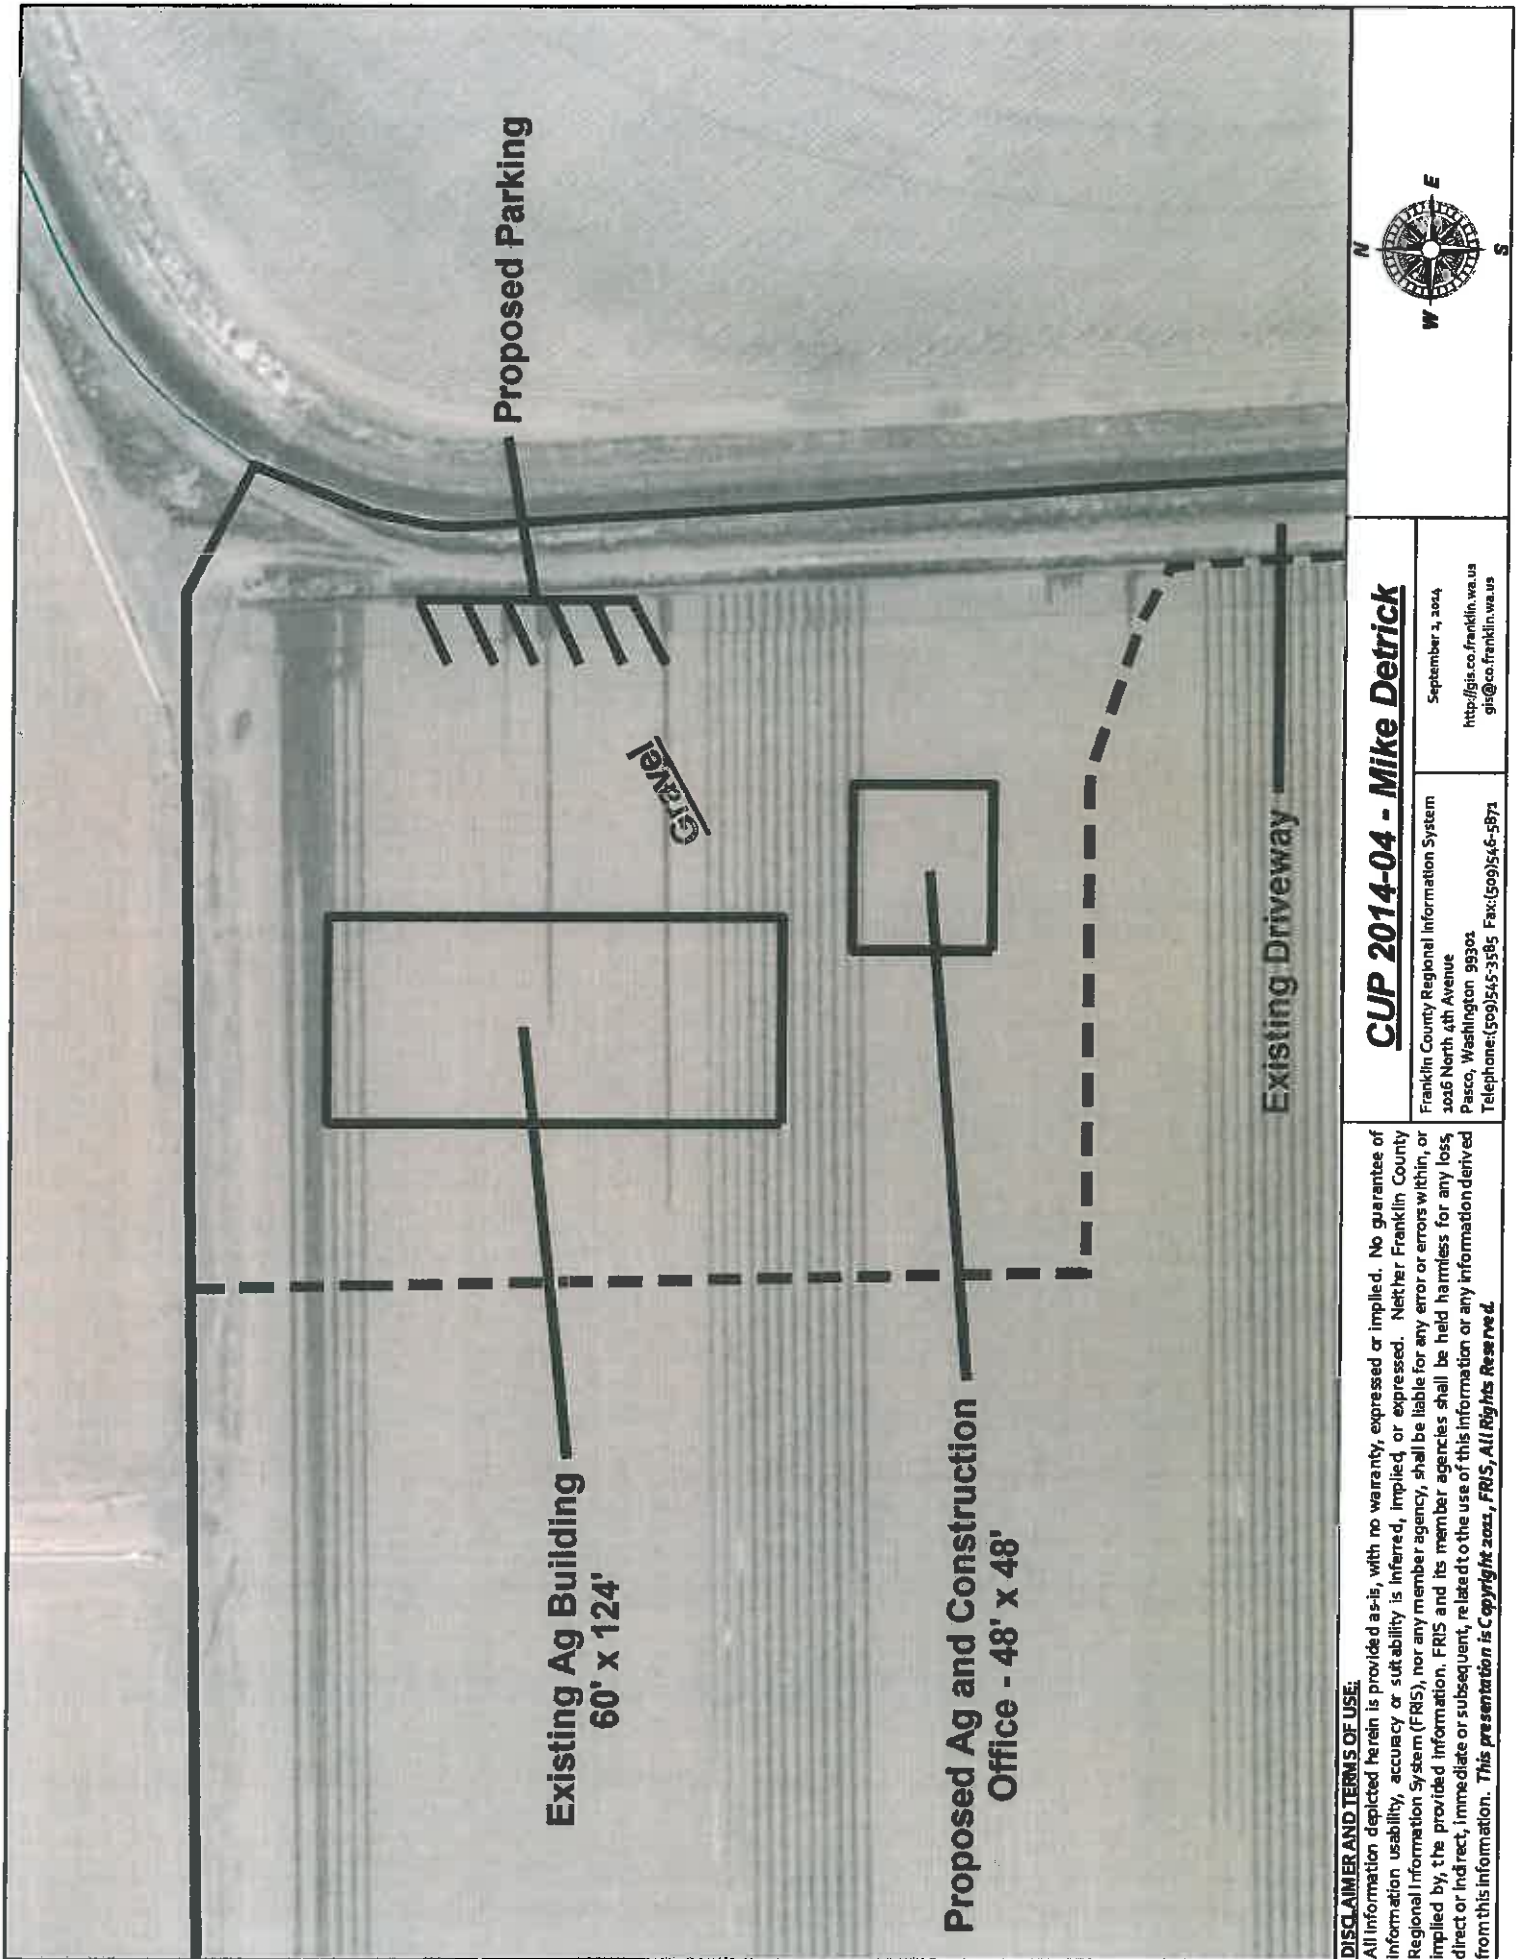 Proposed Parking
Gravel
Existing Ag Building
60' x 124'
Proposed Ag and Construction
Office - 48' x 48'
Existing Driveway
DISCLAIMER AND TERMS OF USE:
All information depicted herein is provided as-is, with no warranty, expressed or implied. No guarantee of
information usability, accuracy or suitability is inferred, implied, or expressed. Neither Franklin County
Regional Information System (FRIS), nor any member agency, shall be liable for any error or errors within, or
implied by, the provided information. FRIS and its member agencies shall be held harmless for any loss,
direct or indirect, immediate or subsequent, related to the use of this information or any information derived
from this information. This presentation is Copyright 2011, FRIS, All Rights Reserved.
CUP 2014-04 - Mike Detrick
Franklin County Regional Information System
1016 North 4th Avenue
Pasco, Washington 99301
Telephone:(509)545-3585 Fax:(509)546-5871
September 2, 2014
http://gis.co.franklin.wa.us
gis@co.franklin.wa.us
N
W
E
S